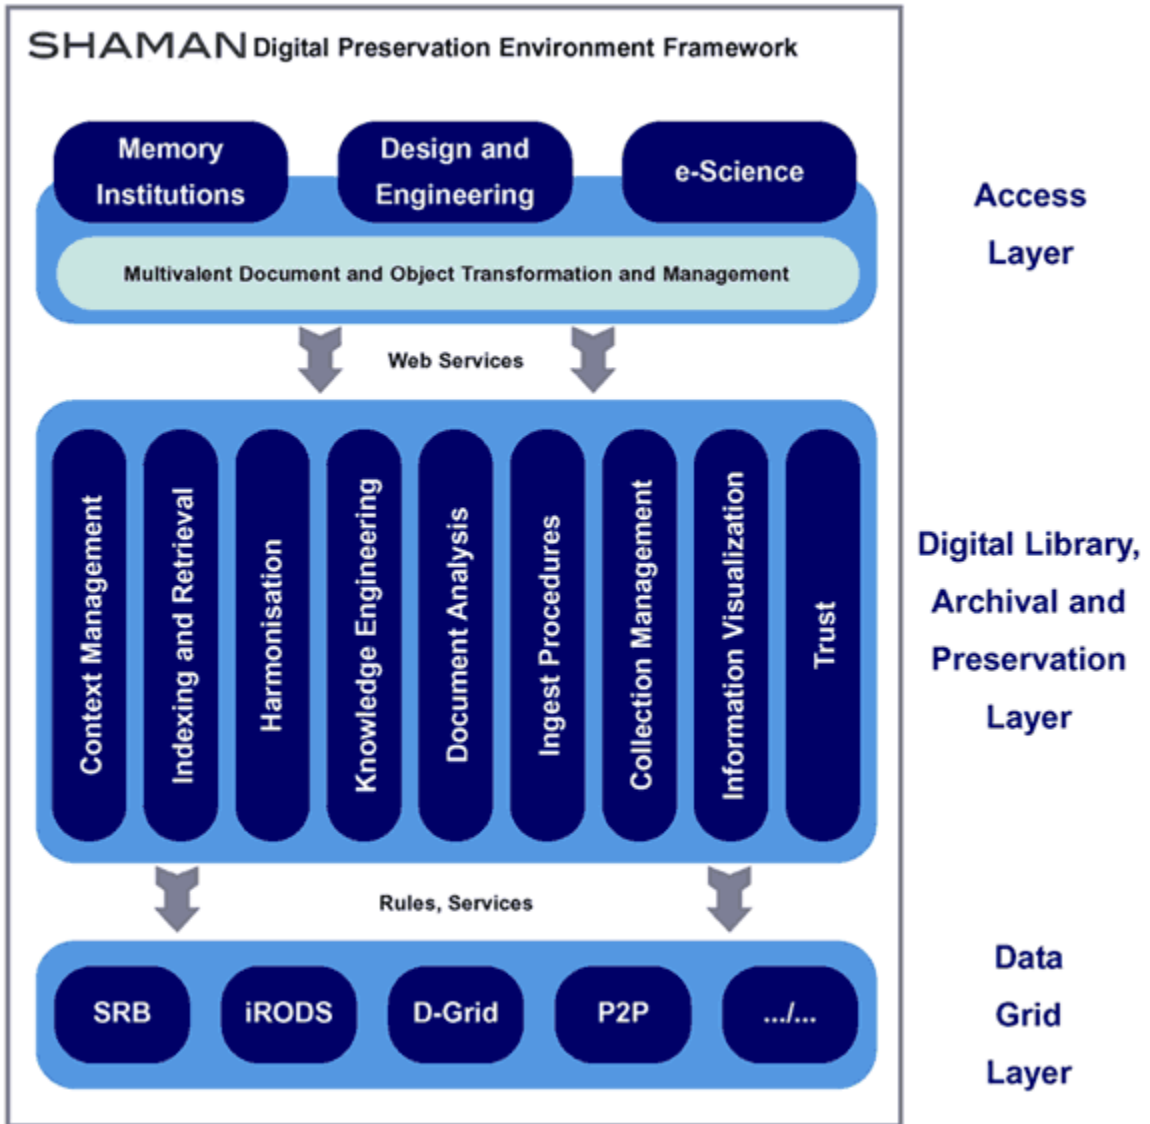 SHAMAN Digital Preservation Environment Framework
Memory
Institutions
Design and
Engineering
e-Science
Access
Layer
Multivalent Document and Object Transformation and Management
Web Services
Context Management
Indexing and Retrieval
Harmonisation
Knowledge Engineering
Document Analysis
Ingest Procedures
Collection Management
Information Visualization
Trust
Digital Library,
Archival and
Preservation
Layer
Rules, Services
SRB
iRODS
D-Grid
P2P
.../...
Data
Grid
Layer